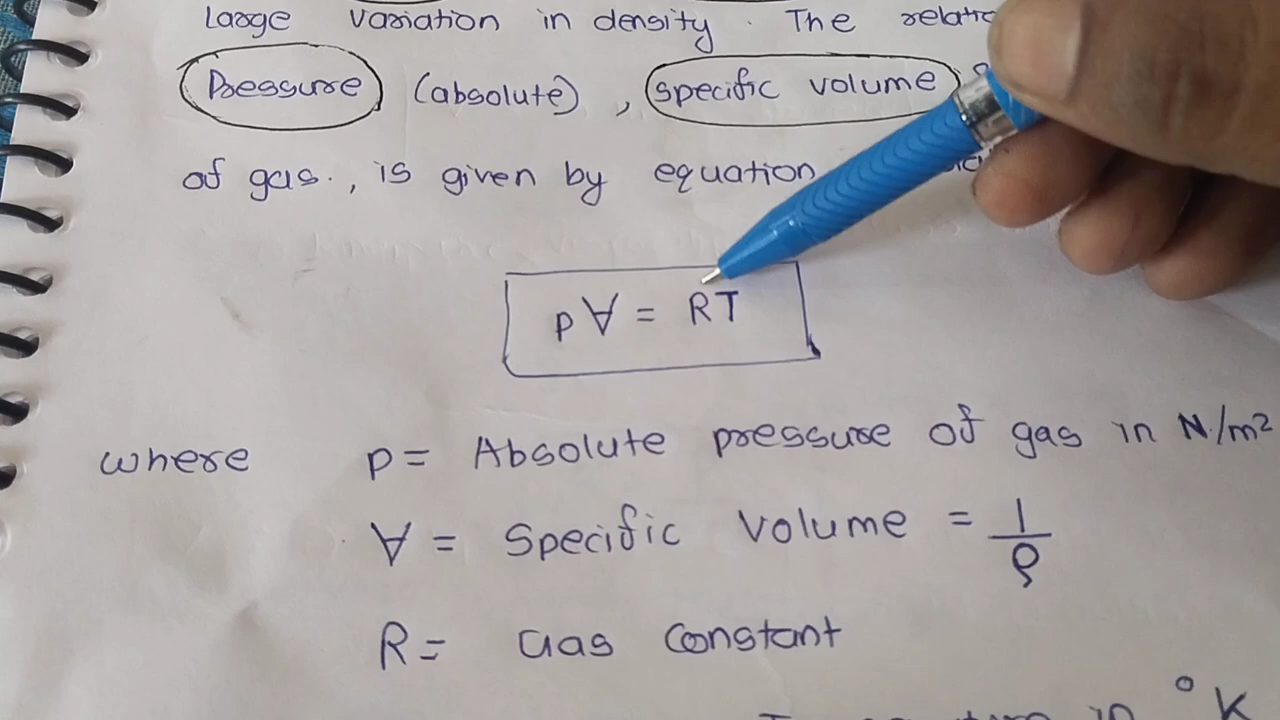 large variation in density. The
Pressure (absolute), specific volume
of gas., is given by equation
p∀ = RT
where p = Absolute pressure of gas in N/m²
∀ = Specific Volume = 1/ρ
R = Gas Constant
in °K